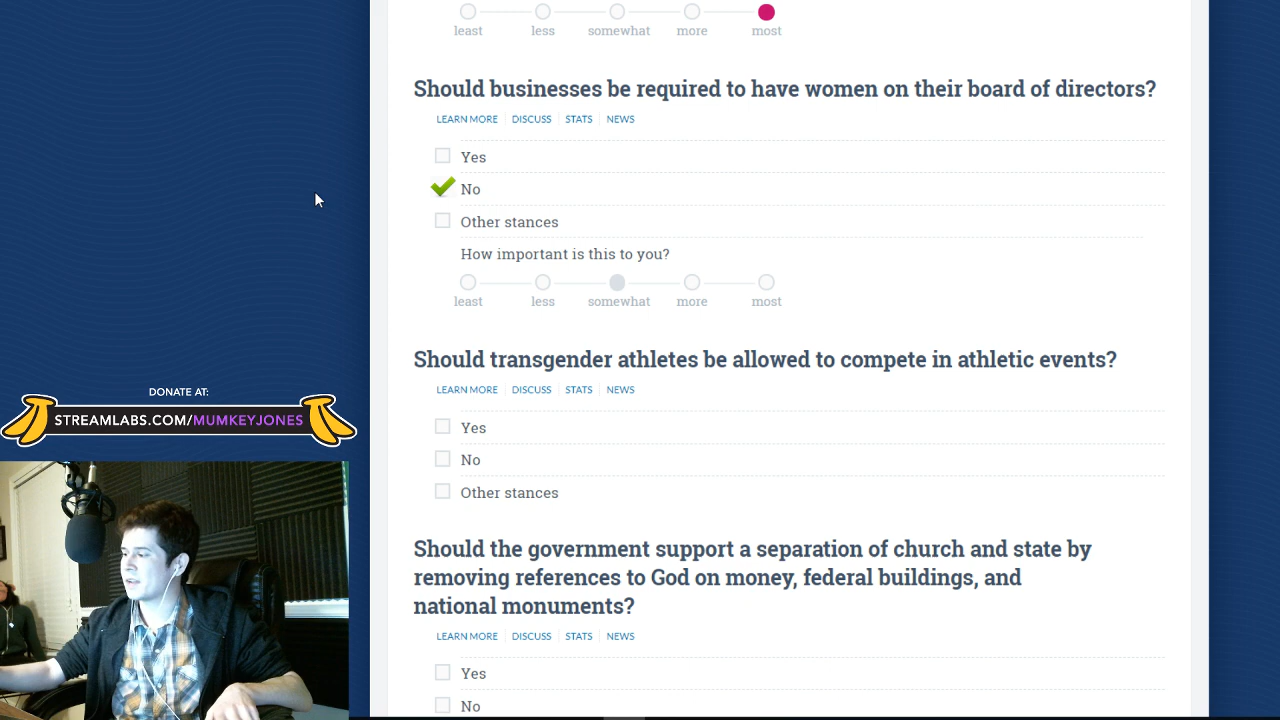 least less somewhat more most
Should businesses be required to have women on their board of directors?
LEARN MORE DISCUSS STATS NEWS
Yes
No
Other stances
How important is this to you?
least less somewhat more most
Should transgender athletes be allowed to compete in athletic events?
LEARN MORE DISCUSS STATS NEWS
Yes
No
Other stances
Should the government support a separation of church and state by
removing references to God on money, federal buildings, and
national monuments?
LEARN MORE DISCUSS STATS NEWS
Yes
No
DONATE AT:
STREAMLABS.COM/MUMKEYJONES